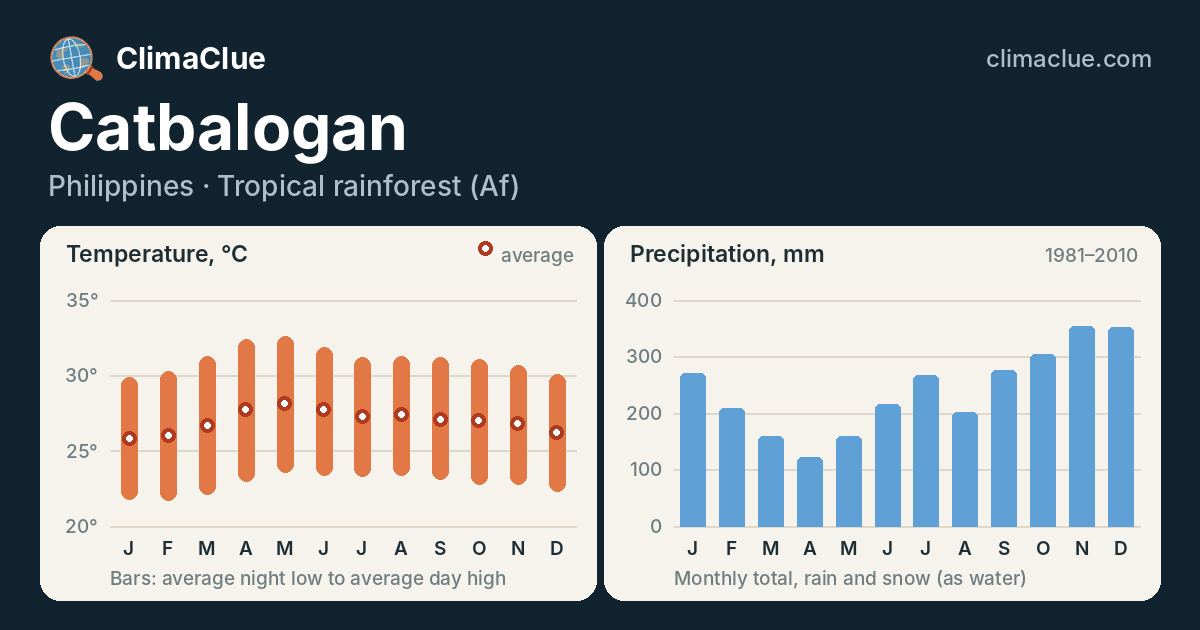 ClimaClue
climaclue.com
Catbalogan
Philippines · Tropical rainforest (Af)
Temperature, °C
average
35°
30°
25°
20°
J F M A M J J A S O N D
Bars: average night low to average day high
Precipitation, mm
1981–2010
400
300
200
100
0
J F M A M J J A S O N D
Monthly total, rain and snow (as water)